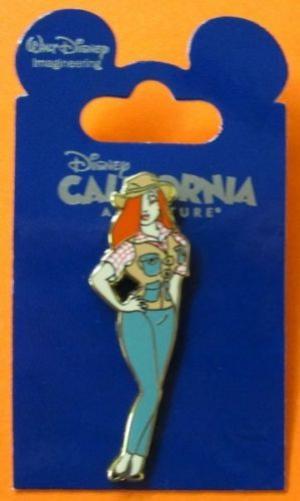 Walt Disney
Imagineering
Disney
CALIFORNIA
ADVENTURE®